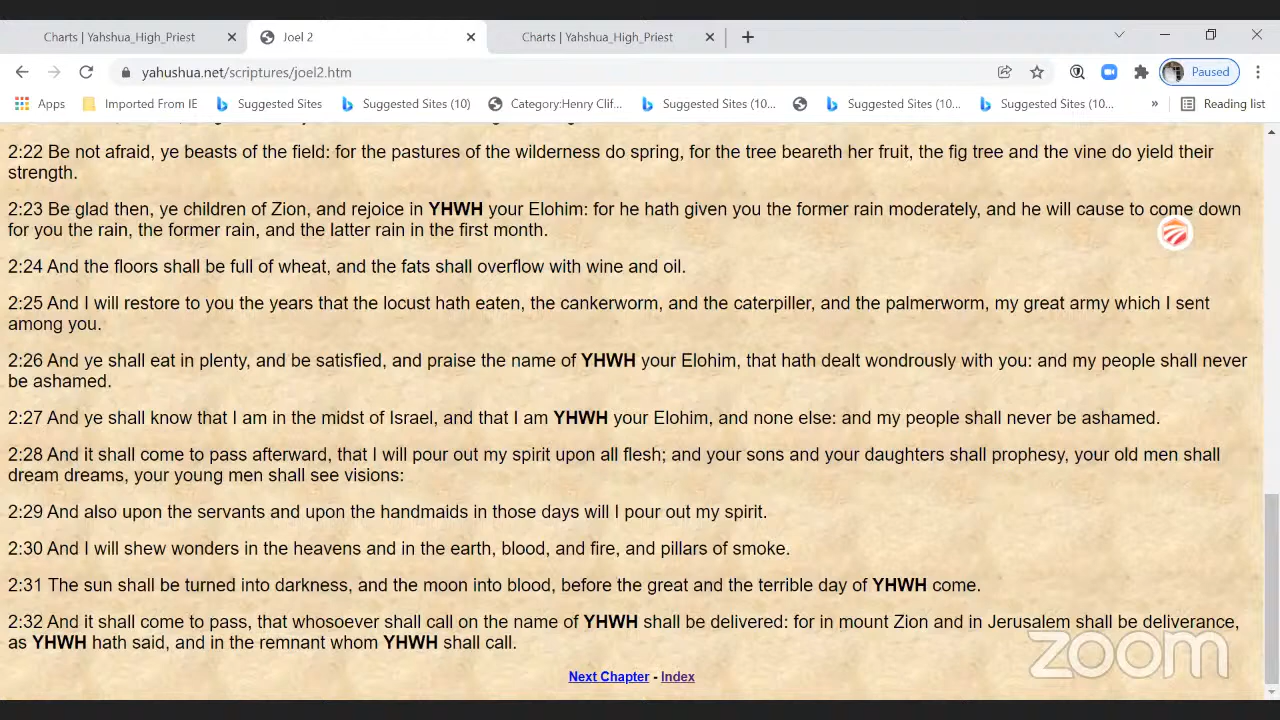 Charts | Yahshua_High_Priest
Joel 2
Charts | Yahshua_High_Priest
yahushua.net/scriptures/joel2.htm
Paused
Apps
Imported From IE
Suggested Sites
Suggested Sites (10)
Category:Henry Clif...
Suggested Sites (10...
Suggested Sites (10...
Suggested Sites (10...
Reading list
2:22 Be not afraid, ye beasts of the field: for the pastures of the wilderness do spring, for the tree beareth her fruit, the fig tree and the vine do yield their
strength.
2:23 Be glad then, ye children of Zion, and rejoice in YHWH your Elohim: for he hath given you the former rain moderately, and he will cause to come down
for you the rain, the former rain, and the latter rain in the first month.
2:24 And the floors shall be full of wheat, and the fats shall overflow with wine and oil.
2:25 And I will restore to you the years that the locust hath eaten, the cankerworm, and the caterpiller, and the palmerworm, my great army which I sent
among you.
2:26 And ye shall eat in plenty, and be satisfied, and praise the name of YHWH your Elohim, that hath dealt wondrously with you: and my people shall never
be ashamed.
2:27 And ye shall know that I am in the midst of Israel, and that I am YHWH your Elohim, and none else: and my people shall never be ashamed.
2:28 And it shall come to pass afterward, that I will pour out my spirit upon all flesh; and your sons and your daughters shall prophesy, your old men shall
dream dreams, your young men shall see visions:
2:29 And also upon the servants and upon the handmaids in those days will I pour out my spirit.
2:30 And I will shew wonders in the heavens and in the earth, blood, and fire, and pillars of smoke.
2:31 The sun shall be turned into darkness, and the moon into blood, before the great and the terrible day of YHWH come.
2:32 And it shall come to pass, that whosoever shall call on the name of YHWH shall be delivered: for in mount Zion and in Jerusalem shall be deliverance,
as YHWH hath said, and in the remnant whom YHWH shall call.
zoom
Next Chapter - Index